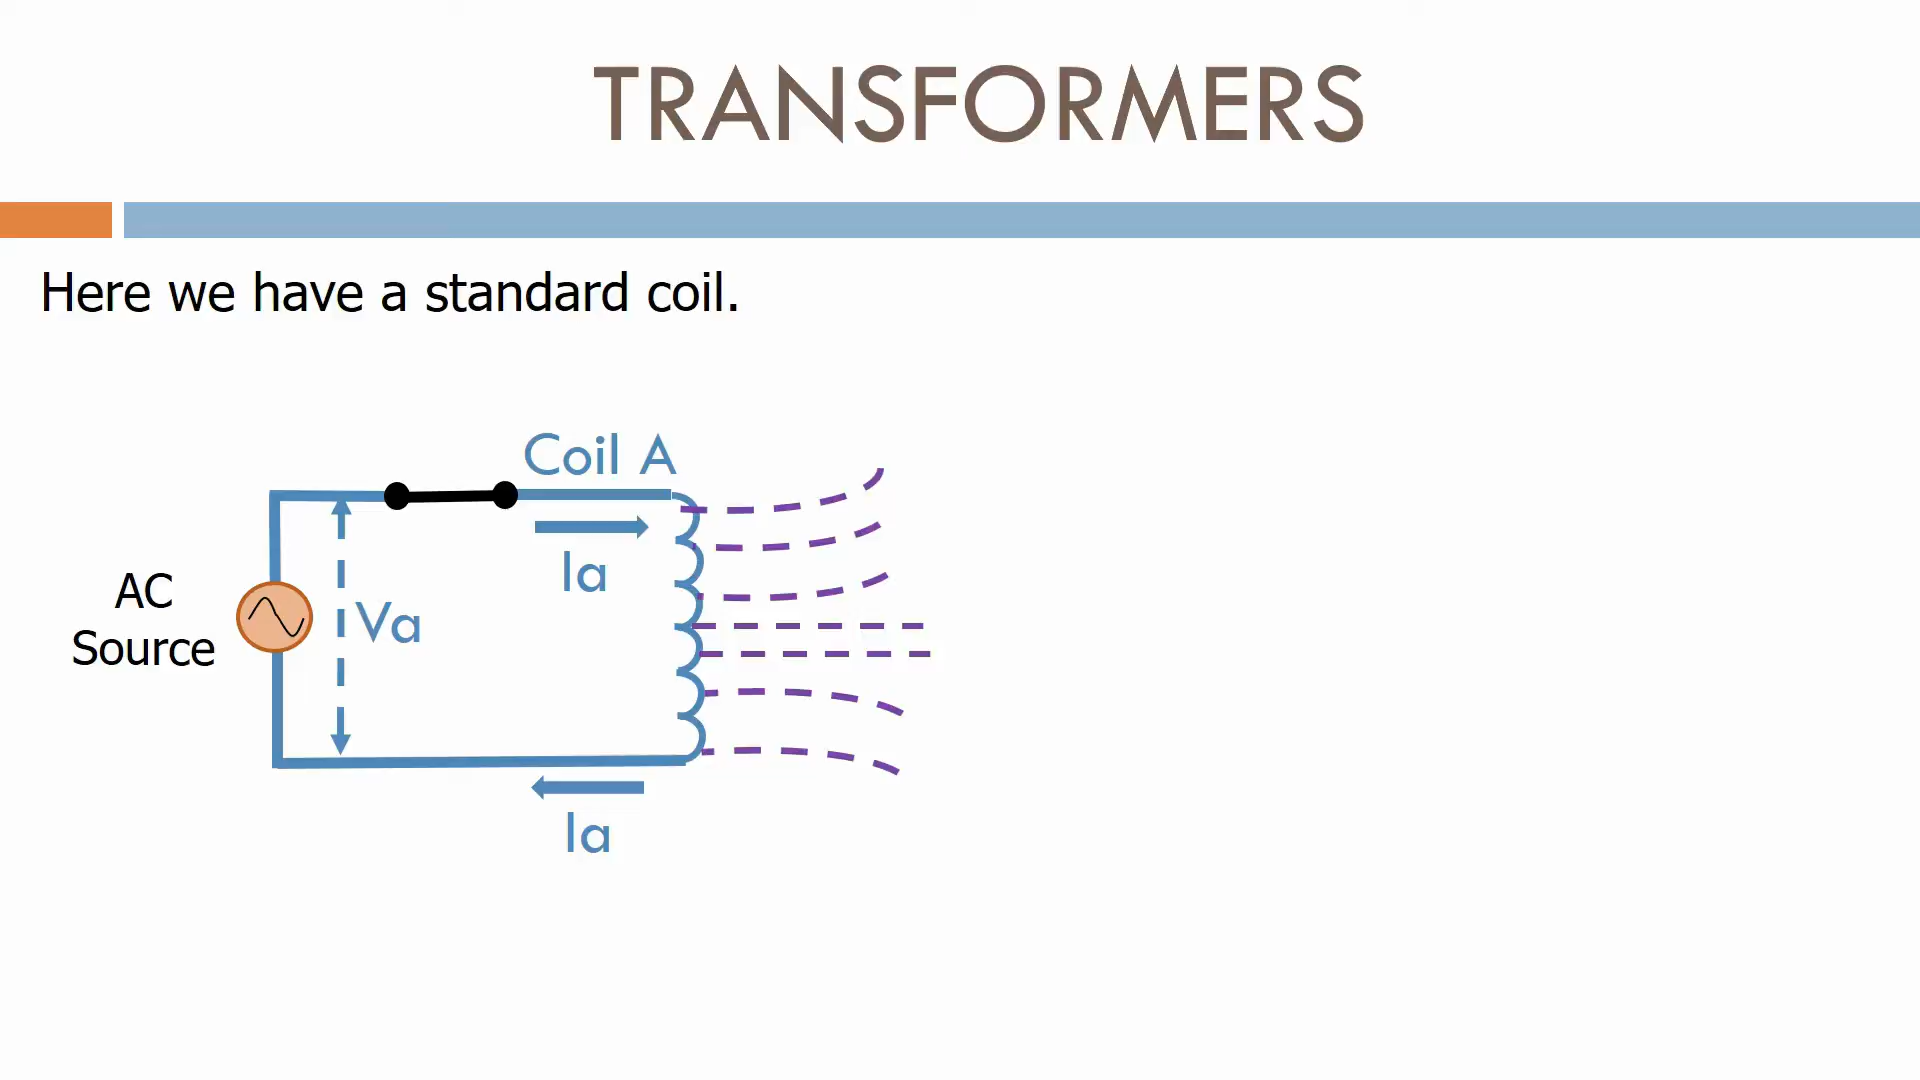 TRANSFORMERS
Here we have a standard coil.
Coil A
Ia
AC
Source
Va
Ia